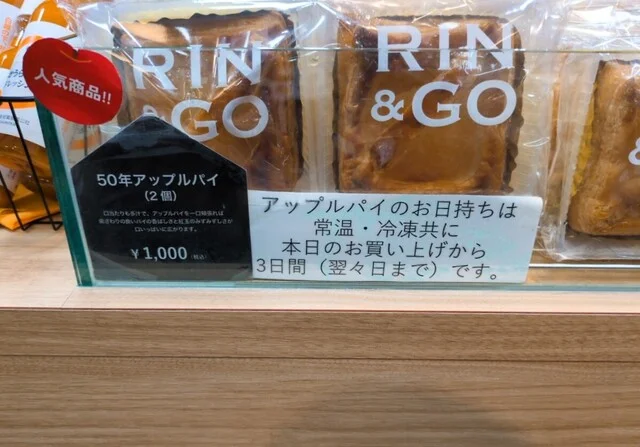 RIN
&GO
RIN
&GO
人気商品!!
50年アップルパイ
(2個)
¥1,000 (税込)
アップルパイのお日持ちは
常温・冷凍共に
本日のお買い上げから
3日間(翌々日まで)です。